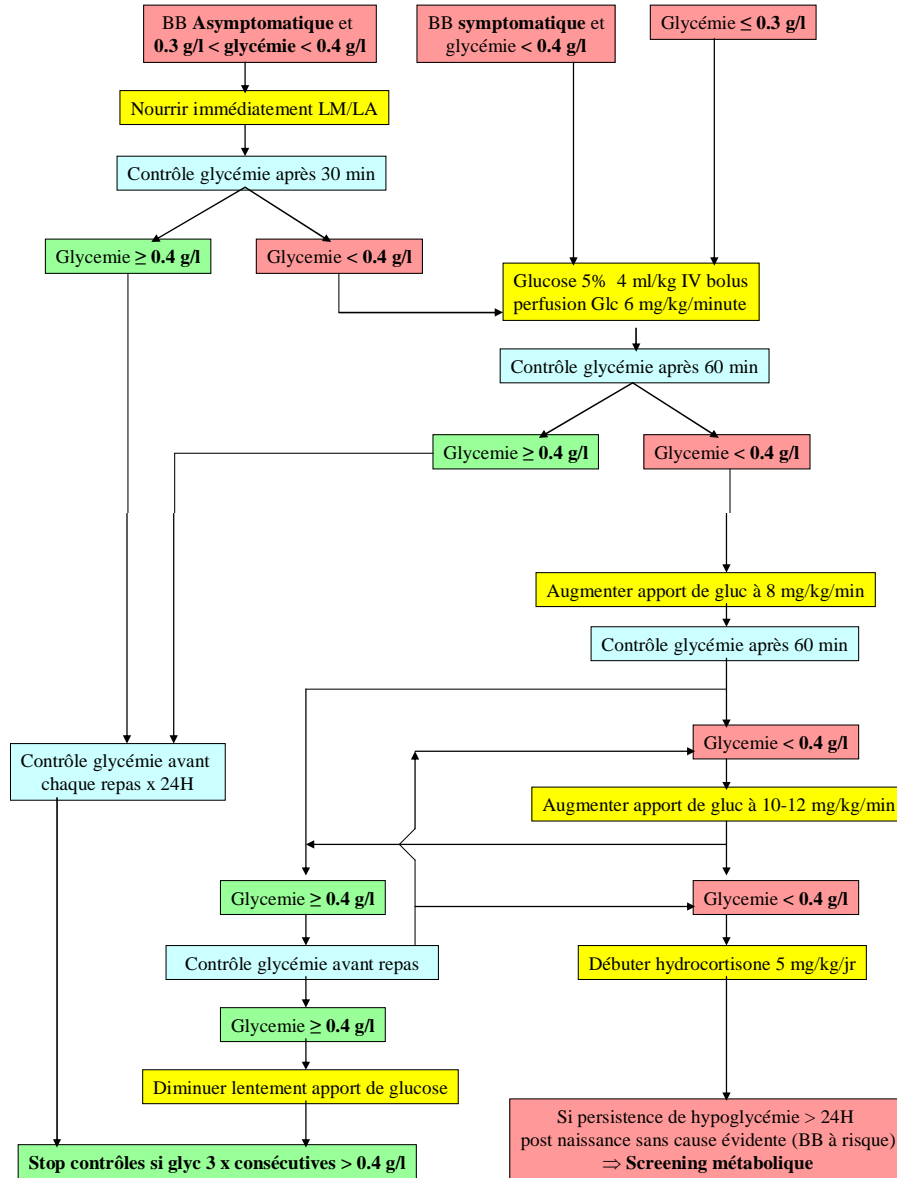 BB Asymptomatique et
0.3 g/l < glycémie < 0.4 g/l
BB symptomatique et
glycémie < 0.4 g/l
Glycémie ≤ 0.3 g/l
Nourrir immédiatement LM/LA
Contrôle glycémie après 30 min
Glycemie ≥ 0.4 g/l
Glycemie < 0.4 g/l
Glucose 5% 4 ml/kg IV bolus
perfusion Glc 6 mg/kg/minute
Contrôle glycémie après 60 min
Glycemie ≥ 0.4 g/l
Glycemie < 0.4 g/l
Augmenter apport de gluc à 8 mg/kg/min
Contrôle glycémie après 60 min
Glycemie < 0.4 g/l
Contrôle glycémie avant
chaque repas x 24H
Augmenter apport de gluc à 10-12 mg/kg/min
Glycemie ≥ 0.4 g/l
Glycemie < 0.4 g/l
Contrôle glycémie avant repas
Débuter hydrocortisone 5 mg/kg/jr
Glycemie ≥ 0.4 g/l
Diminuer lentement apport de glucose
Si persistence de hypoglycémie > 24H
post naissance sans cause évidente (BB à risque)
⇒ Screening métabolique
Stop contrôles si glyc 3 x consécutives > 0.4 g/l